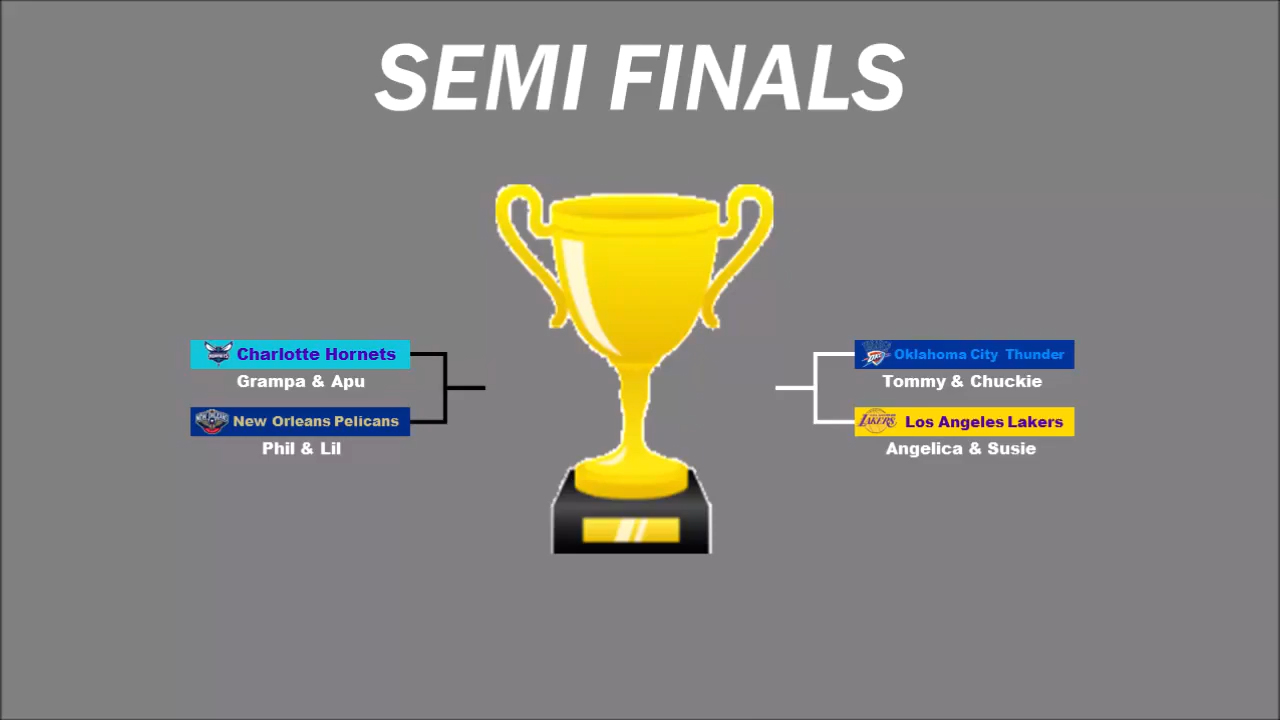 SEMI FINALS
Charlotte Hornets
Grampa & Apu
New Orleans Pelicans
Phil & Lil
Oklahoma City Thunder
Tommy & Chuckie
LAKERS
Los Angeles Lakers
Angelica & Susie